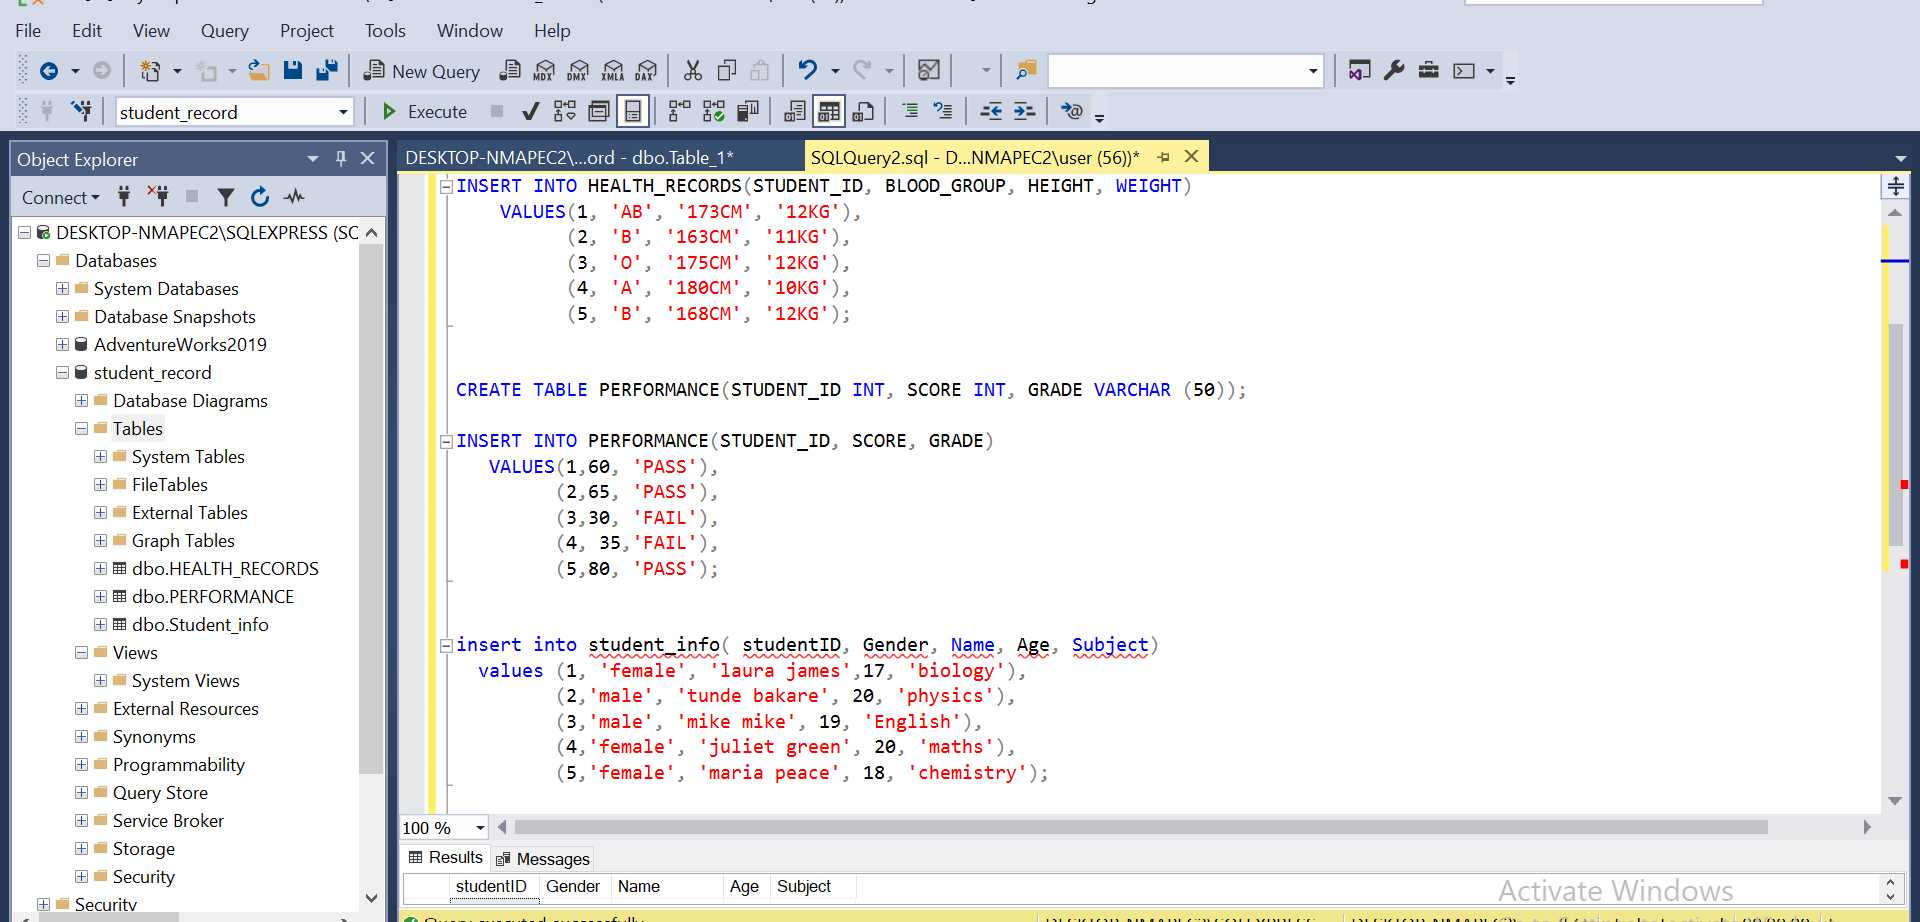 File Edit View Query Project Tools Window Help
New Query MDX DMX XMLA DAX
student_record Execute
Object Explorer
DESKTOP-NMAPEC2\...ord - dbo.Table_1* SQLQuery2.sql - D...NMAPEC2\user (56))*
Connect
DESKTOP-NMAPEC2\SQLEXPRESS (SC
Databases
System Databases
Database Snapshots
AdventureWorks2019
student_record
Database Diagrams
Tables
System Tables
FileTables
External Tables
Graph Tables
dbo.HEALTH_RECORDS
dbo.PERFORMANCE
dbo.Student_info
Views
System Views
External Resources
Synonyms
Programmability
Query Store
Service Broker
Storage
Security
Security
INSERT INTO HEALTH_RECORDS(STUDENT_ID, BLOOD_GROUP, HEIGHT, WEIGHT)
VALUES(1, 'AB', '173CM', '12KG'),
(2, 'B', '163CM', '11KG'),
(3, 'O', '175CM', '12KG'),
(4, 'A', '180CM', '10KG'),
(5, 'B', '168CM', '12KG');
CREATE TABLE PERFORMANCE(STUDENT_ID INT, SCORE INT, GRADE VARCHAR (50));
INSERT INTO PERFORMANCE(STUDENT_ID, SCORE, GRADE)
VALUES(1,60, 'PASS'),
(2,65, 'PASS'),
(3,30, 'FAIL'),
(4, 35,'FAIL'),
(5,80, 'PASS');
insert into student_info( studentID, Gender, Name, Age, Subject)
values (1, 'female', 'laura james',17, 'biology'),
(2,'male', 'tunde bakare', 20, 'physics'),
(3,'male', 'mike mike', 19, 'English'),
(4,'female', 'juliet green', 20, 'maths'),
(5,'female', 'maria peace', 18, 'chemistry');
100 %
Results Messages
studentID Gender Name Age Subject
Activate Windows
Query executed successfully